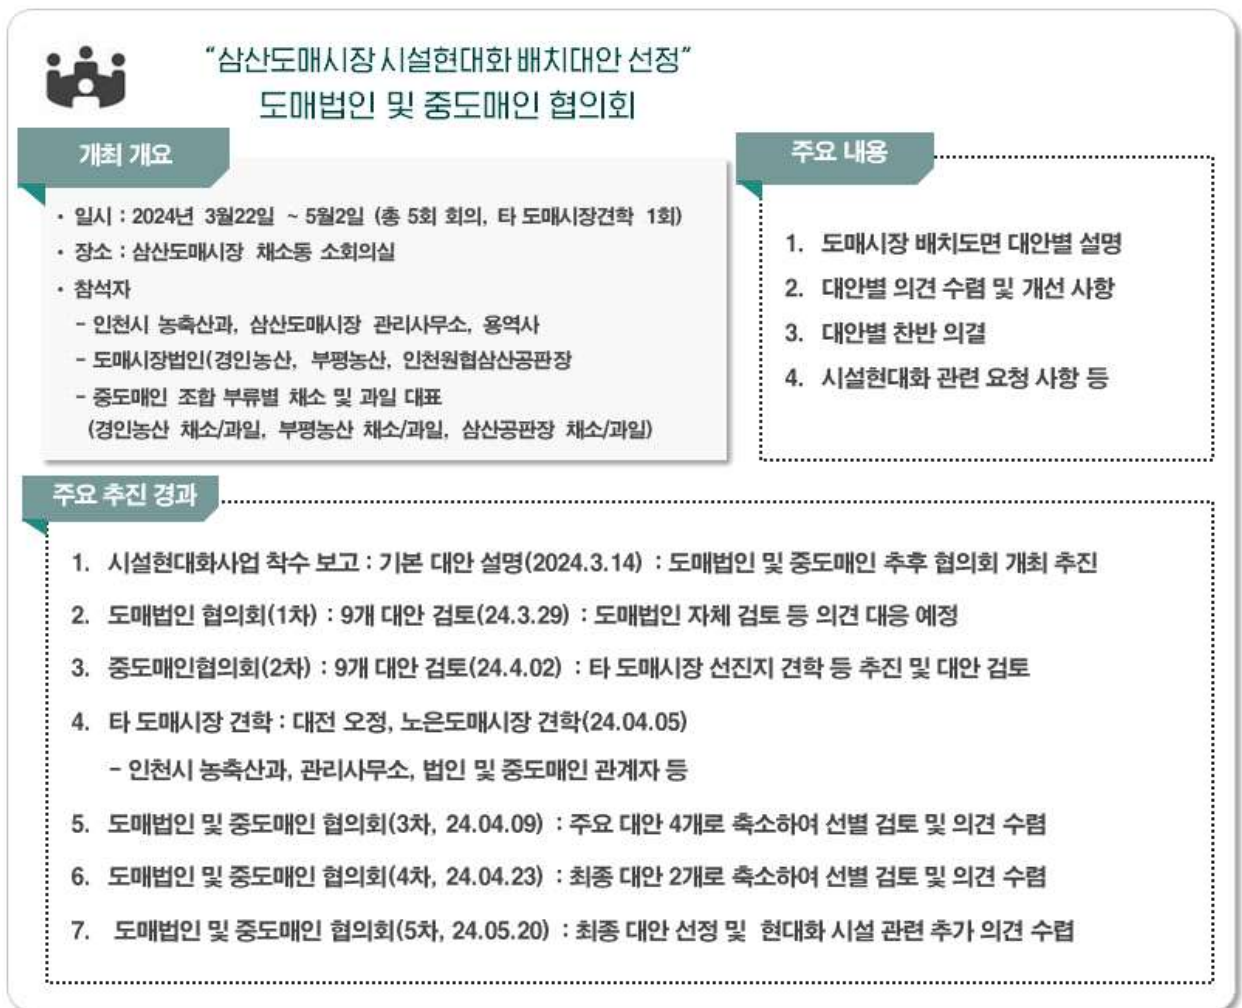 “삼산도매시장 시설현대화 배치대안 선정”
도매법인 및 중도매인 협의회
개최 개요
· 일시 : 2024년 3월22일 ~ 5월2일 (총 5회 회의, 타 도매시장견학 1회)
· 장소 : 삼산도매시장 채소동 소회의실
· 참석자
- 인천시 농축산과, 삼산도매시장 관리사무소, 용역사
- 도매시장법인(경인농산, 부평농산, 인천원협삼산공판장
- 중도매인 조합 부류별 채소 및 과일 대표
(경인농산 채소/과일, 부평농산 채소/과일, 삼산공판장 채소/과일)
주요 내용
1. 도매시장 배치도면 대안별 설명
2. 대안별 의견 수렴 및 개선 사항
3. 대안별 찬반 의결
4. 시설현대화 관련 요청 사항 등
주요 추진 경과
1. 시설현대화사업 착수 보고 : 기본 대안 설명(2024.3.14) : 도매법인 및 중도매인 추후 협의회 개최 추진
2. 도매법인 협의회(1차) : 9개 대안 검토(24.3.29) : 도매법인 자체 검토 등 의견 대응 예정
3. 중도매인협의회(2차) : 9개 대안 검토(24.4.02) : 타 도매시장 선진지 견학 등 추진 및 대안 검토
4. 타 도매시장 견학 : 대전 오정, 노은도매시장 견학(24.04.05)
- 인천시 농축산과, 관리사무소, 법인 및 중도매인 관계자 등
5. 도매법인 및 중도매인 협의회(3차, 24.04.09) : 주요 대안 4개로 축소하여 선별 검토 및 의견 수렴
6. 도매법인 및 중도매인 협의회(4차, 24.04.23) : 최종 대안 2개로 축소하여 선별 검토 및 의견 수렴
7. 도매법인 및 중도매인 협의회(5차, 24.05.20) : 최종 대안 선정 및 현대화 시설 관련 추가 의견 수렵